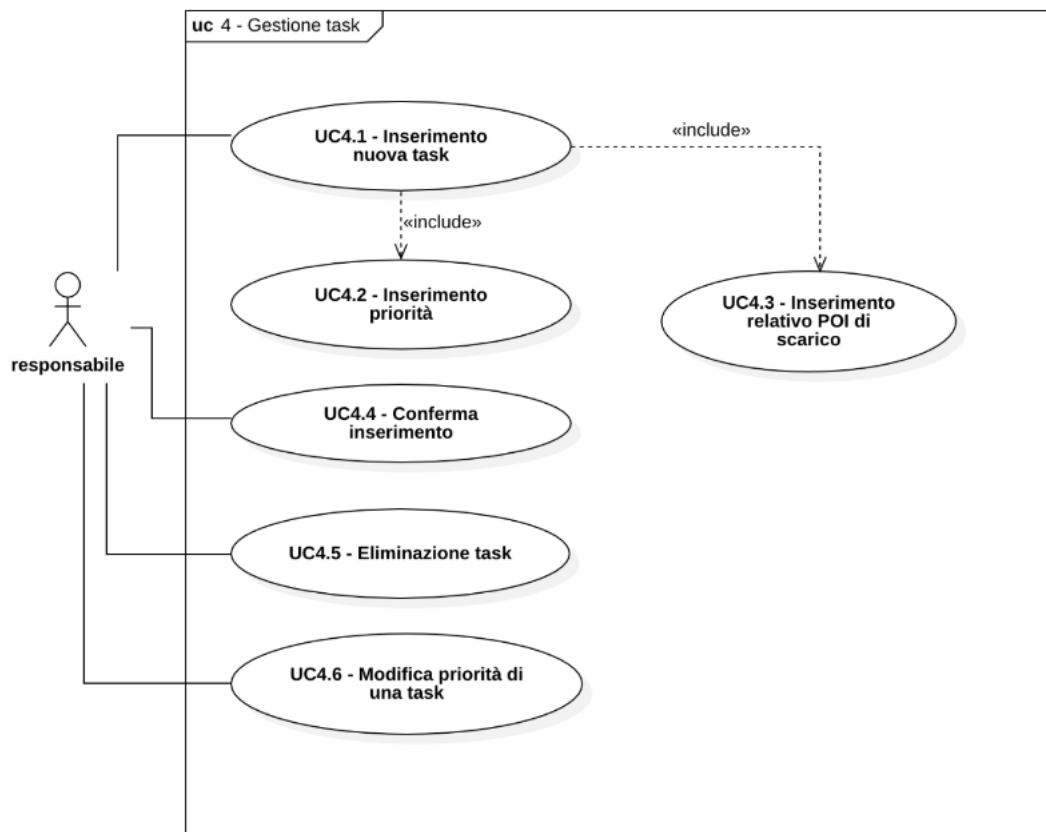 uc 4 - Gestione task
UC4.1 - Inserimento
nuova task
«include»
«include»
UC4.2 - Inserimento
priorità
UC4.3 - Inserimento
relativo POI di
scarico
responsabile
UC4.4 - Conferma
inserimento
UC4.5 - Eliminazione task
UC4.6 - Modifica priorità di
una task